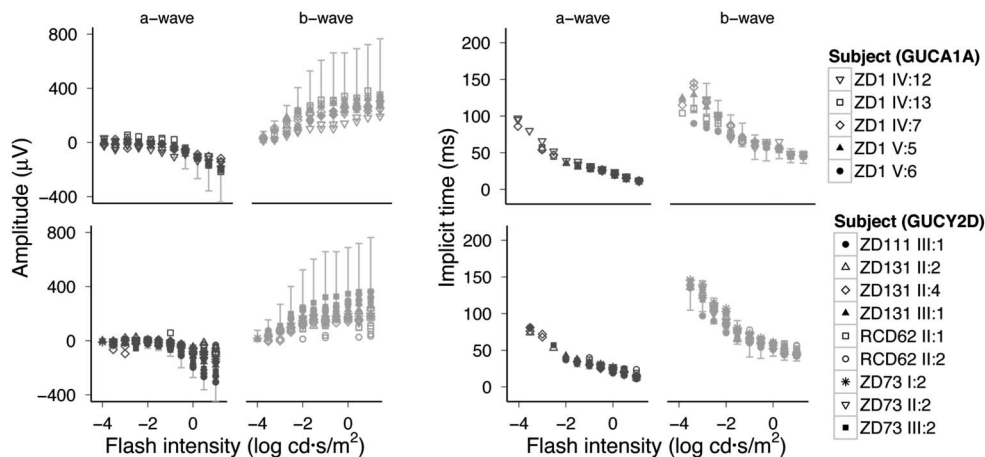 a−wave
b−wave
a−wave
b−wave
Amplitude (μV)
800
400
0
−400
800
400
0
−400
−4
−2
0
−4
−2
0
Flash intensity (log cd·s/m²)
Implicit time (ms)
200
150
100
50
0
200
150
100
50
0
−4
−2
0
−4
−2
0
Flash intensity (log cd·s/m²)
Subject (GUCA1A)
ZD1 IV:12
ZD1 IV:13
ZD1 IV:7
ZD1 V:5
ZD1 V:6
Subject (GUCY2D)
ZD111 III:1
ZD131 II:2
ZD131 II:4
ZD131 III:1
RCD62 II:1
RCD62 II:2
ZD73 I:2
ZD73 II:2
ZD73 III:2